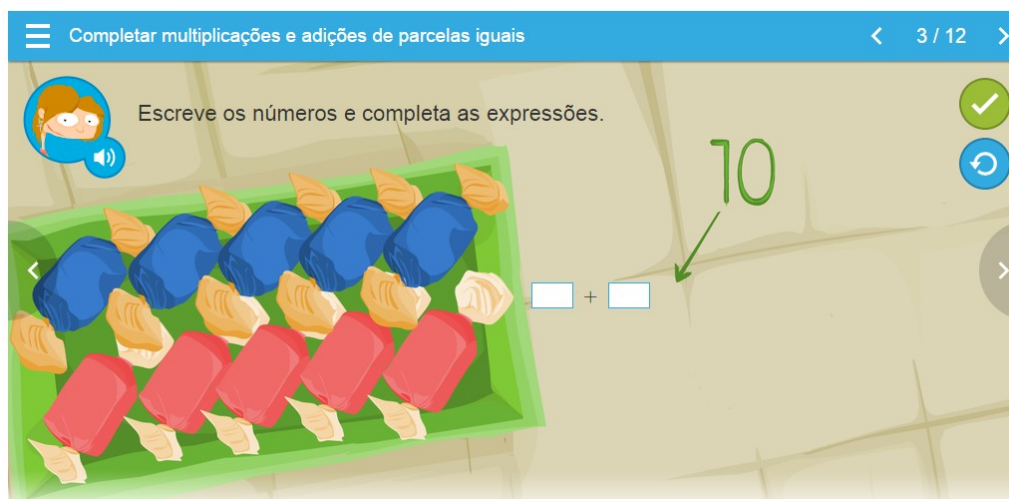 Completar multiplicações e adições de parcelas iguais
3 / 12
Escreve os números e completa as expressões.
10
+